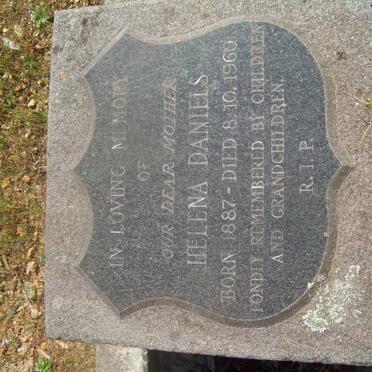 IN LOVING MEMORY
OF
OUR DEAR MOTHER
HELENA DANIELS
BORN 1887 - DIED 8.10.1960
FONDLY REMEMBERED BY CHILDREN
AND GRANDCHILDREN.
R.I.P.